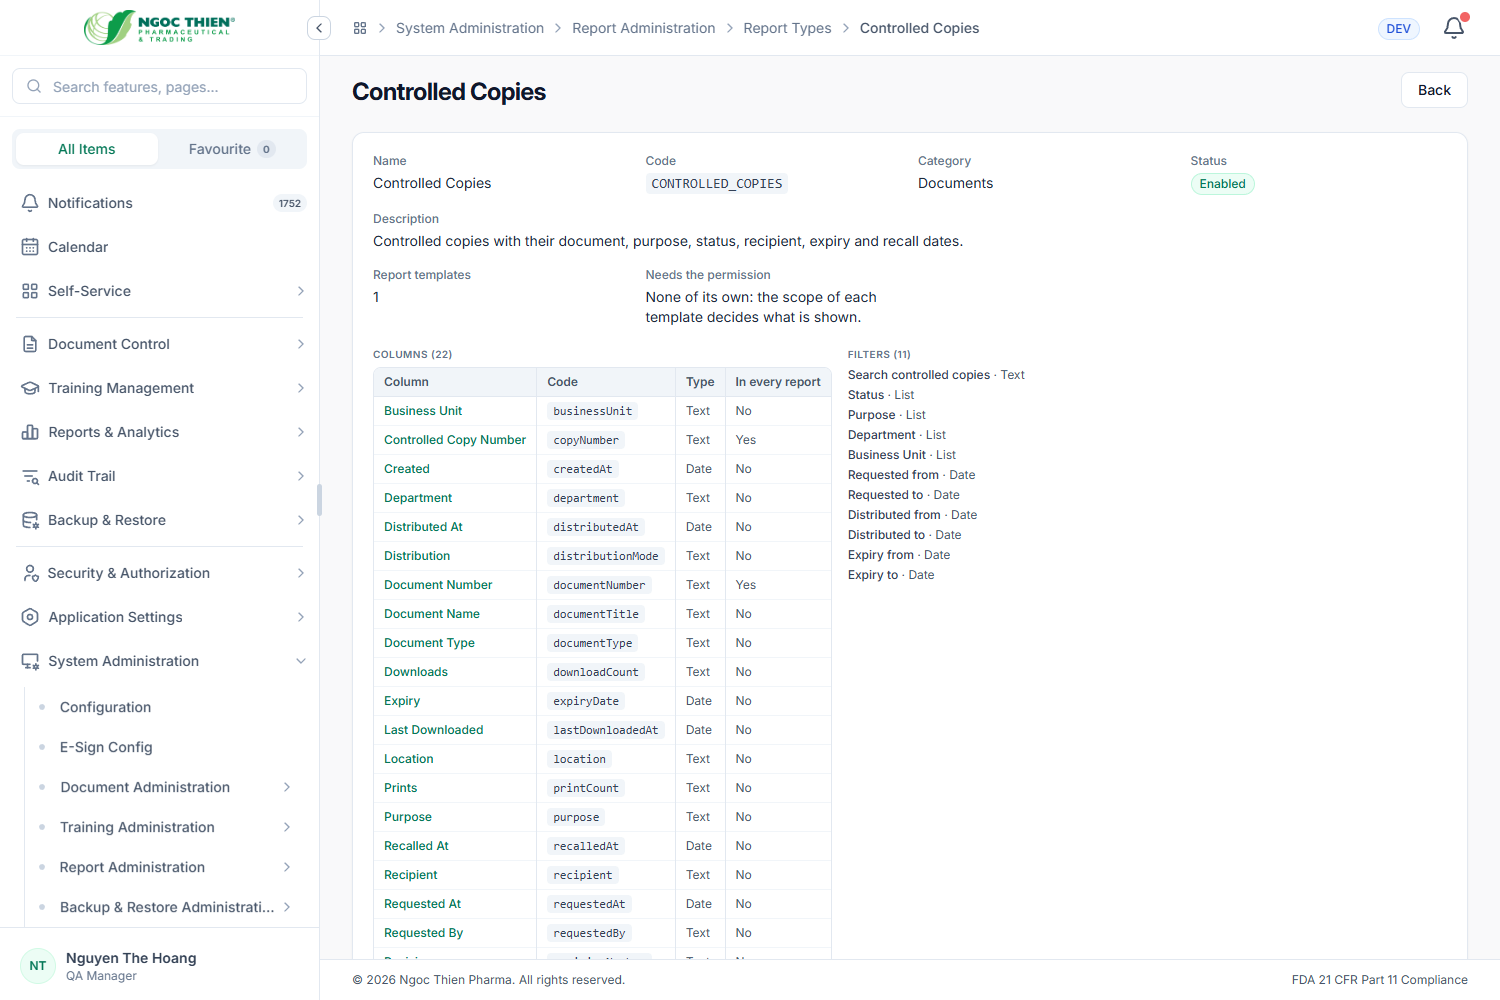 NGOC THIEN®
PHARMACEUTICAL
& TRADING
System Administration
Report Administration
Report Types
Controlled Copies
DEV
Search features, pages...
All Items
Favourite 0
Notifications 1752
Calendar
Self-Service
Document Control
Training Management
Reports & Analytics
Audit Trail
Backup & Restore
Security & Authorization
Application Settings
System Administration
Configuration
E-Sign Config
Document Administration
Training Administration
Report Administration
Backup & Restore Administrati...
NT
Nguyen The Hoang
QA Manager
Controlled Copies
Back
Name
Controlled Copies
Code
CONTROLLED_COPIES
Category
Documents
Status
Enabled
Description
Controlled copies with their document, purpose, status, recipient, expiry and recall dates.
Report templates
1
Needs the permission
None of its own: the scope of each
template decides what is shown.
COLUMNS (22)
Column Code Type In every report
Business Unit businessUnit Text No
Controlled Copy Number copyNumber Text Yes
Created createdAt Date No
Department department Text No
Distributed At distributedAt Date No
Distribution distributionMode Text No
Document Number documentNumber Text Yes
Document Name documentTitle Text No
Document Type documentType Text No
Downloads downloadCount Text No
Expiry expiryDate Date No
Last Downloaded lastDownloadedAt Date No
Location location Text No
Prints printCount Text No
Purpose purpose Text No
Recalled At recalledAt Date No
Recipient recipient Text No
Requested At requestedAt Date No
Requested By requestedBy Text No
FILTERS (11)
Search controlled copies · Text
Status · List
Purpose · List
Department · List
Business Unit · List
Requested from · Date
Requested to · Date
Distributed from · Date
Distributed to · Date
Expiry from · Date
Expiry to · Date
© 2026 Ngoc Thien Pharma. All rights reserved.
FDA 21 CFR Part 11 Compliance